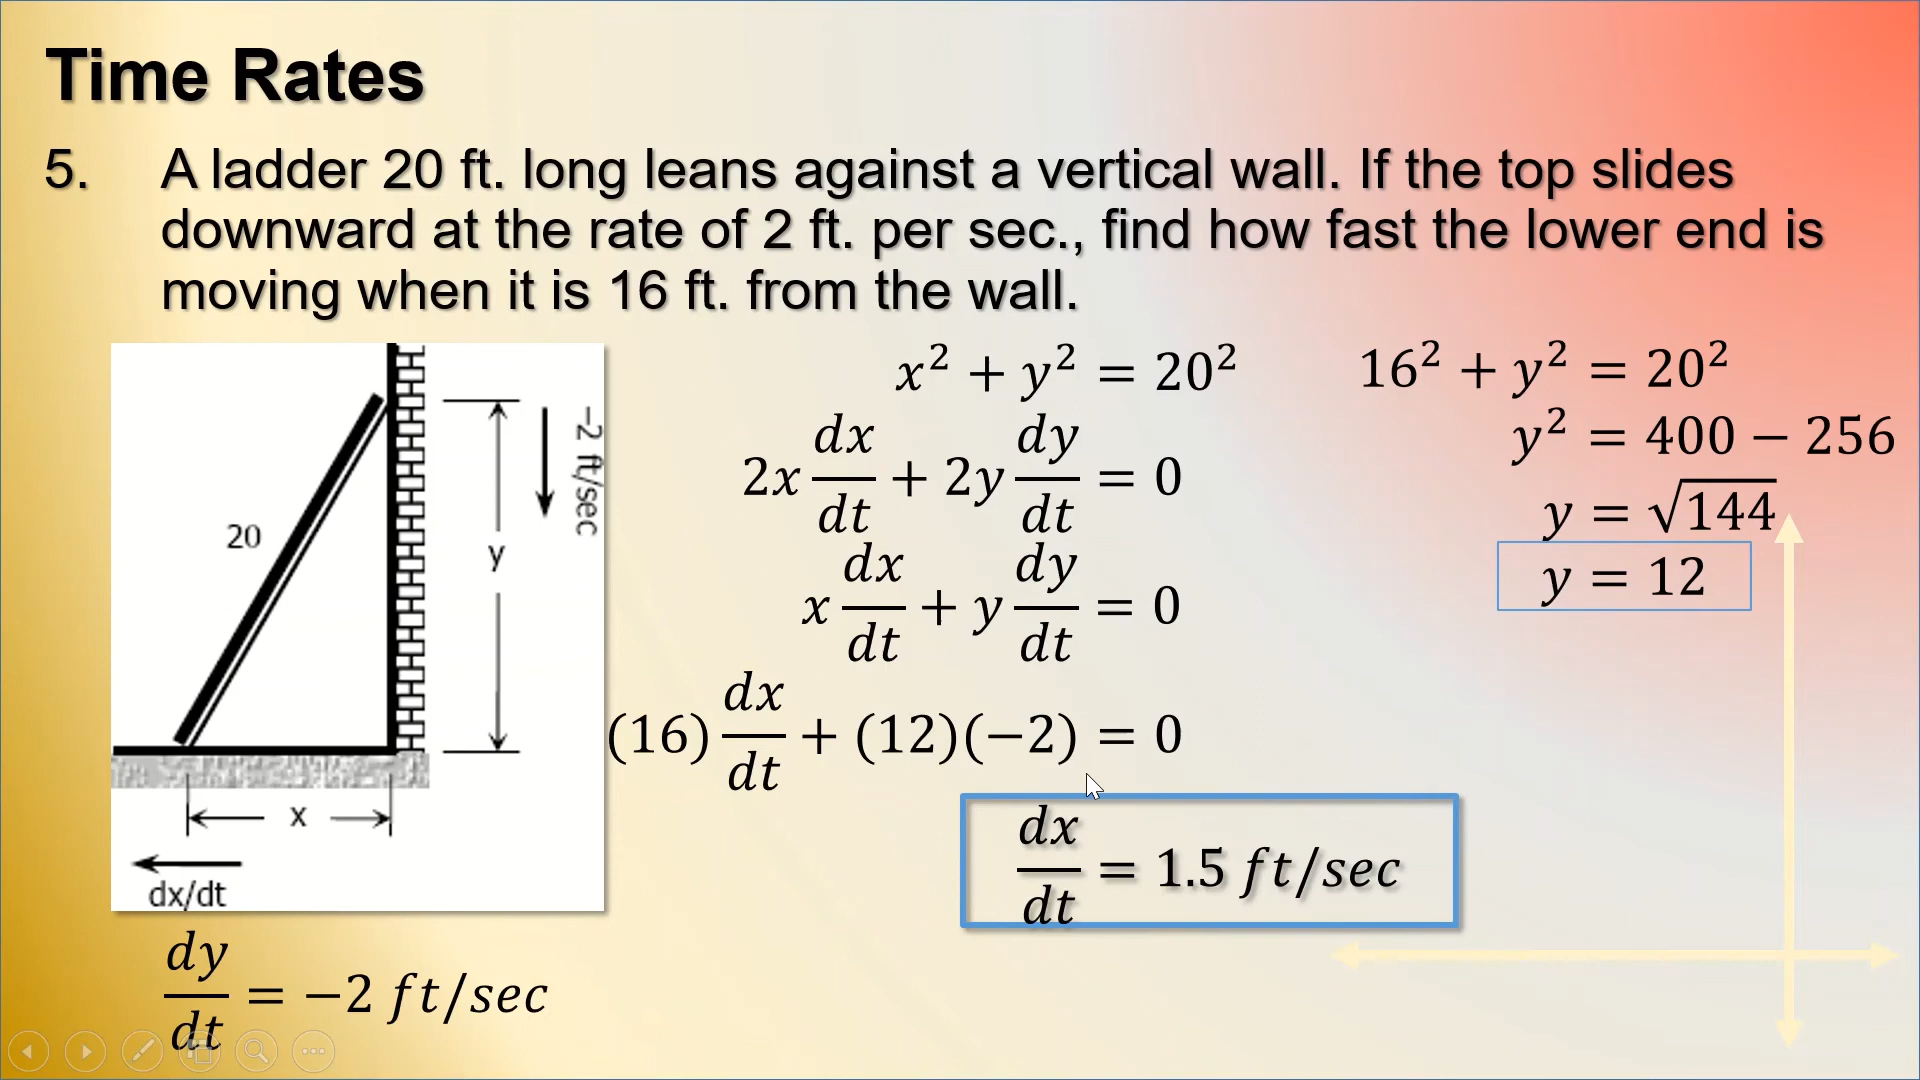 Time Rates
5. A ladder 20 ft. long leans against a vertical wall. If the top slides
downward at the rate of 2 ft. per sec., find how fast the lower end is
moving when it is 16 ft. from the wall.
20
y
−2 ft/sec
x
dx/dt
dy/dt = −2 ft/sec
x² + y² = 20²
2x dx/dt + 2y dy/dt = 0
x dx/dt + y dy/dt = 0
(16) dx/dt + (12)(−2) = 0
dx/dt = 1.5 ft/sec
16² + y² = 20²
y² = 400 − 256
y = √144
y = 12